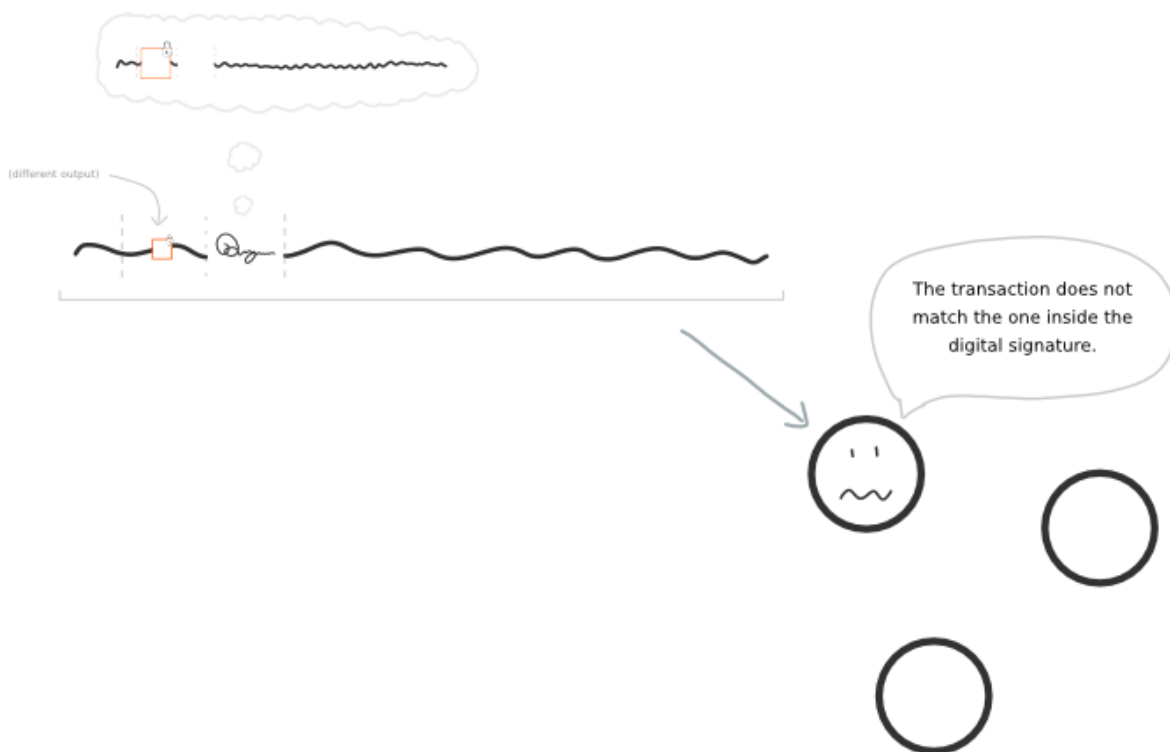 (different output)
The transaction does not
match the one inside the
digital signature.